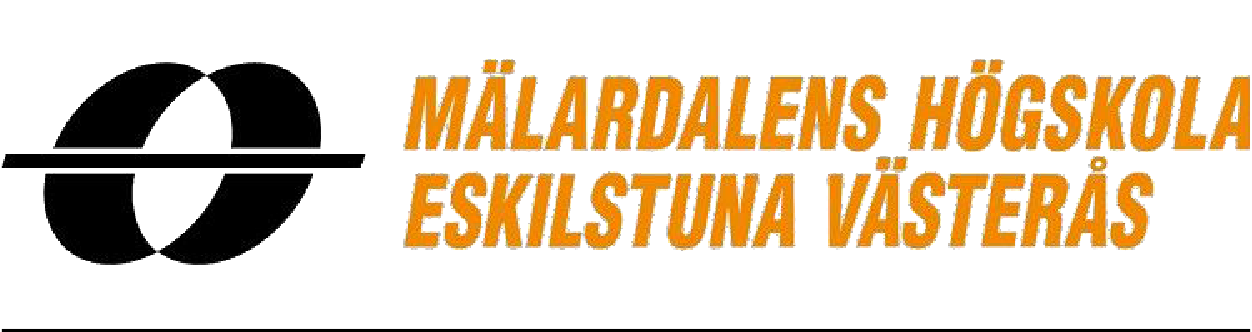 MÄLARDALENS HÖGSKOLA
ESKILSTUNA VÄSTERÅS